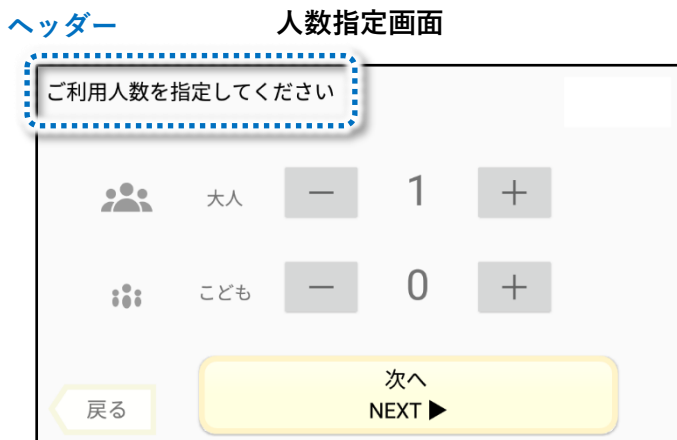 ヘッダー
人数指定画面
ご利用人数を指定してください
大人
－
1
＋
こども
－
0
＋
次へ
NEXT ▶
戻る